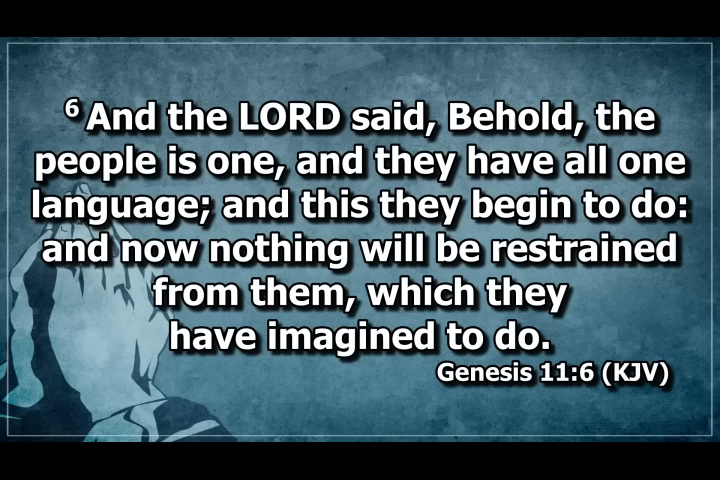 6 And the LORD said, Behold, the
people is one, and they have all one
language; and this they begin to do:
and now nothing will be restrained
from them, which they
have imagined to do.
Genesis 11:6 (KJV)